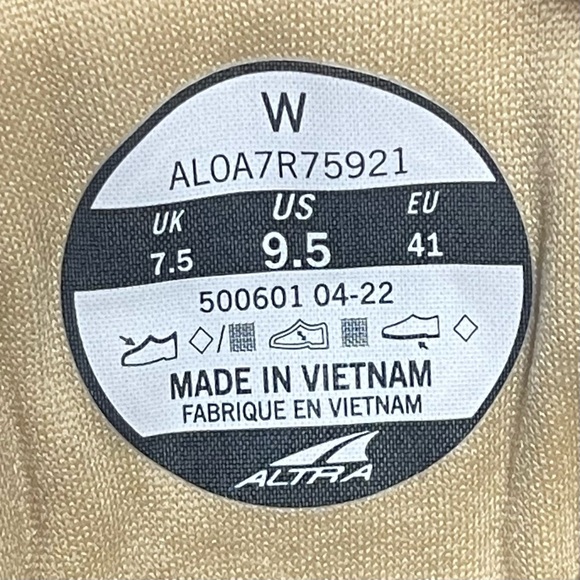 W
AL0A7R75921
UK US EU
7.5 9.5 41
500601 04-22
MADE IN VIETNAM
FABRIQUE EN VIETNAM
ALTRA